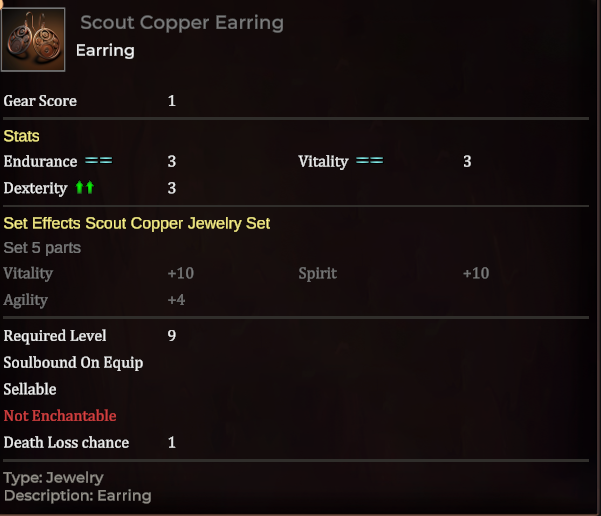 Scout Copper Earring
Earring
Gear Score 1
Stats
Endurance 3 Vitality 3
Dexterity 3
Set Effects Scout Copper Jewelry Set
Set 5 parts
Vitality +10 Spirit +10
Agility +4
Required Level 9
Soulbound On Equip
Sellable
Not Enchantable
Death Loss chance 1
Type: Jewelry
Description: Earring